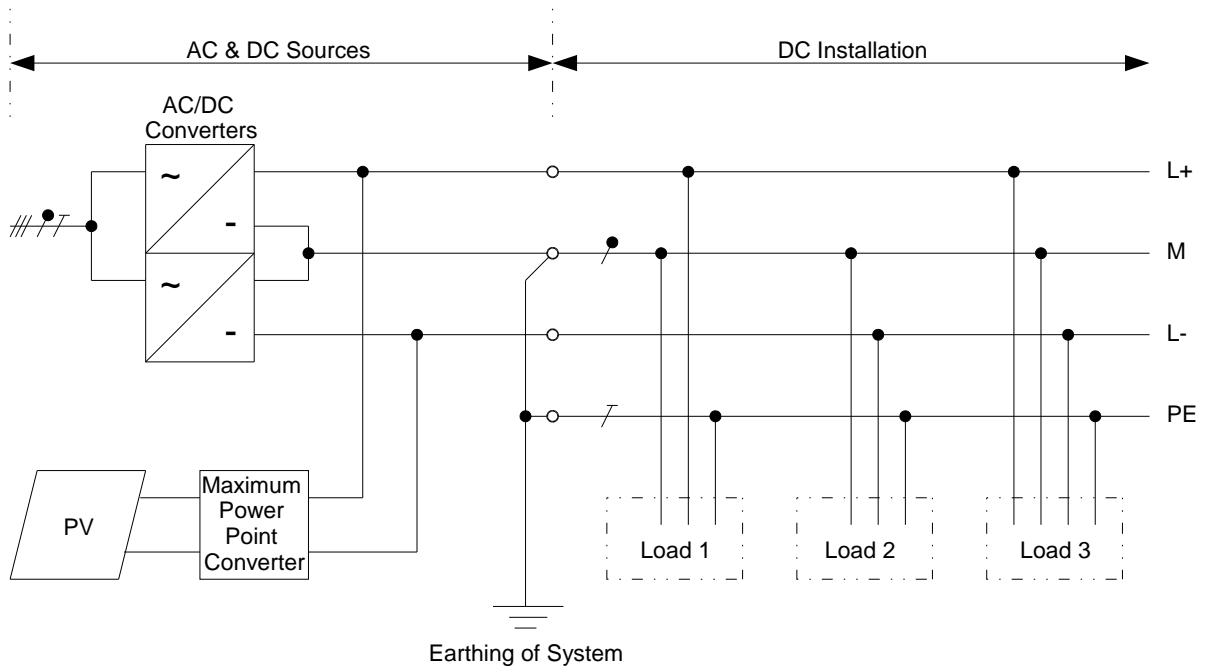 AC & DC Sources
DC Installation
AC/DC
Converters
~
-
~
-
L+
M
L-
PE
PV
Maximum
Power
Point
Converter
Load 1
Load 2
Load 3
Earthing of System